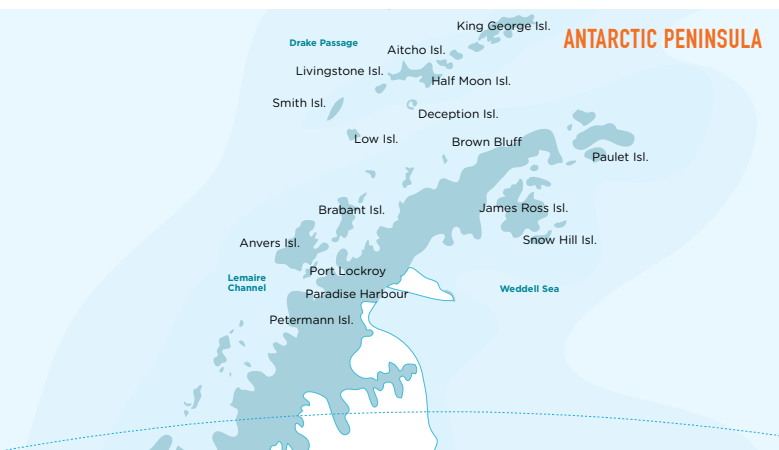 King George Isl.
ANTARCTIC PENINSULA
Drake Passage
Aitcho Isl.
Livingstone Isl.
Half Moon Isl.
Smith Isl.
Deception Isl.
Low Isl.
Brown Bluff
Paulet Isl.
Brabant Isl.
James Ross Isl.
Anvers Isl.
Snow Hill Isl.
Port Lockroy
Lemaire
Channel
Weddell Sea
Paradise Harbour
Petermann Isl.